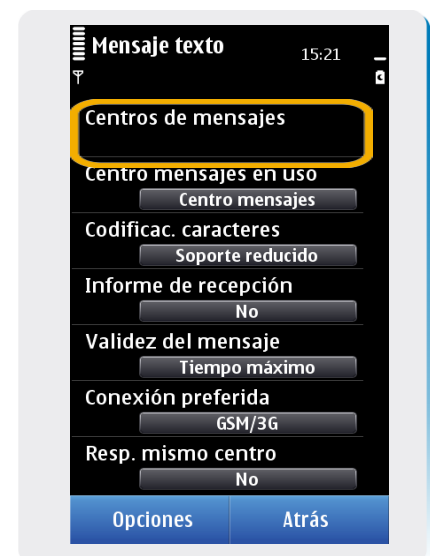 Mensaje texto
15:21
Centros de mensajes
Centro mensajes en uso
Centro mensajes
Codificac. caracteres
Soporte reducido
Informe de recepción
No
Validez del mensaje
Tiempo máximo
Conexión preferida
GSM/3G
Resp. mismo centro
No
Opciones
Atrás